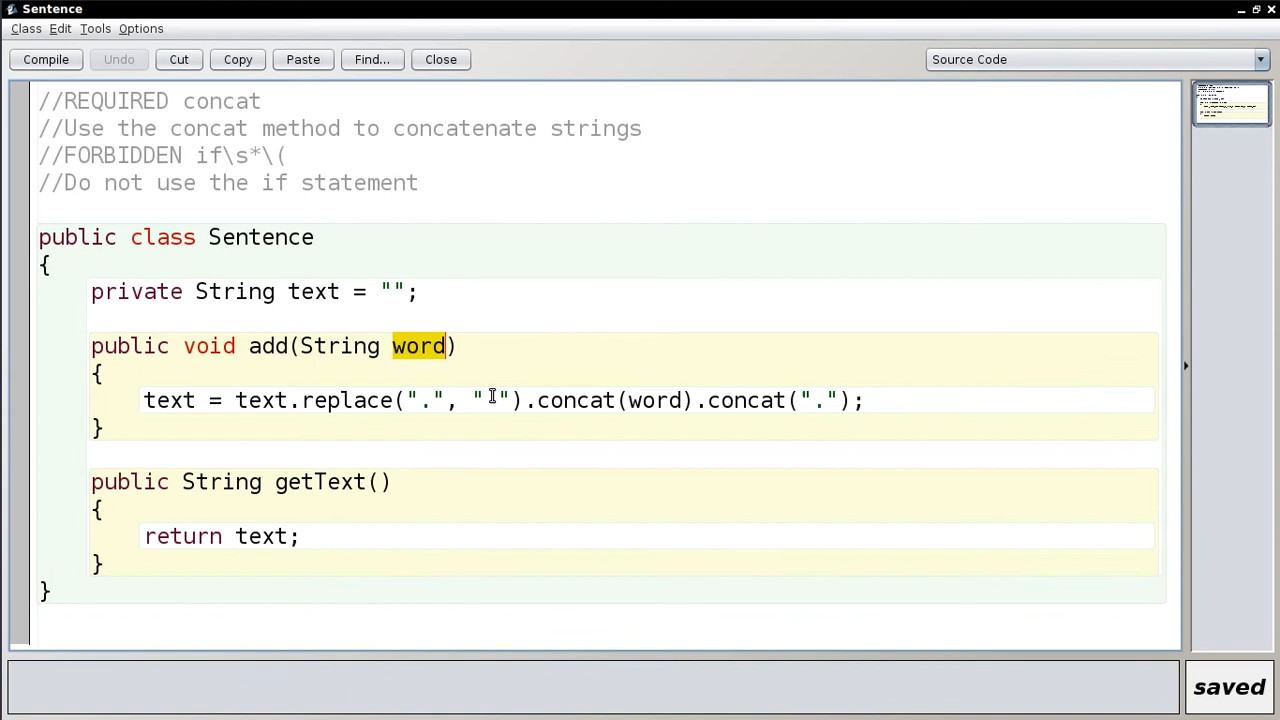 Sentence
Class Edit Tools Options
Compile Undo Cut Copy Paste Find... Close Source Code
//REQUIRED concat
//Use the concat method to concatenate strings
//FORBIDDEN if\s*\(
//Do not use the if statement
public class Sentence
{
private String text = "";
public void add(String word)
{
text = text.replace(".", " ").concat(word).concat(".");
}
public String getText()
{
return text;
}
}
saved